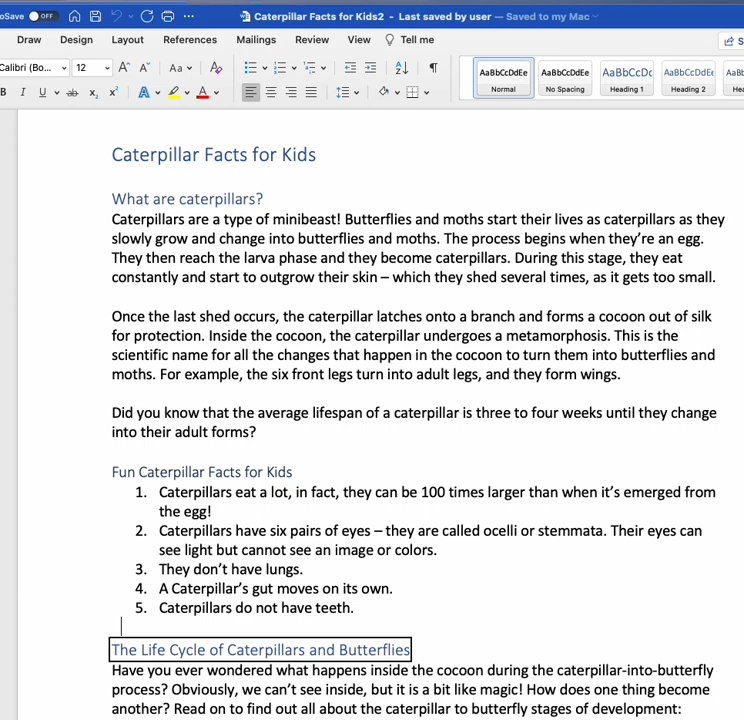 oSave OFF Caterpillar Facts for Kids2 - Last saved by user — Saved to my Mac
Draw Design Layout References Mailings Review View Tell me
Calibri (Bo... 12 A A Aa A ¶ AaBbCcDdEe AaBbCcDdEe AaBbCcDc AaBbCcDdEe AaBb
B I U ab x2 x2 A A Normal No Spacing Heading 1 Heading 2 Hea
Caterpillar Facts for Kids
What are caterpillars?
Caterpillars are a type of minibeast! Butterflies and moths start their lives as caterpillars as they
slowly grow and change into butterflies and moths. The process begins when they’re an egg.
They then reach the larva phase and they become caterpillars. During this stage, they eat
constantly and start to outgrow their skin – which they shed several times, as it gets too small.
Once the last shed occurs, the caterpillar latches onto a branch and forms a cocoon out of silk
for protection. Inside the cocoon, the caterpillar undergoes a metamorphosis. This is the
scientific name for all the changes that happen in the cocoon to turn them into butterflies and
moths. For example, the six front legs turn into adult legs, and they form wings.
Did you know that the average lifespan of a caterpillar is three to four weeks until they change
into their adult forms?
Fun Caterpillar Facts for Kids
1. Caterpillars eat a lot, in fact, they can be 100 times larger than when it’s emerged from
the egg!
2. Caterpillars have six pairs of eyes – they are called ocelli or stemmata. Their eyes can
see light but cannot see an image or colors.
3. They don’t have lungs.
4. A Caterpillar’s gut moves on its own.
5. Caterpillars do not have teeth.
The Life Cycle of Caterpillars and Butterflies
Have you ever wondered what happens inside the cocoon during the caterpillar-into-butterfly
process? Obviously, we can’t see inside, but it is a bit like magic! How does one thing become
another? Read on to find out all about the caterpillar to butterfly stages of development: